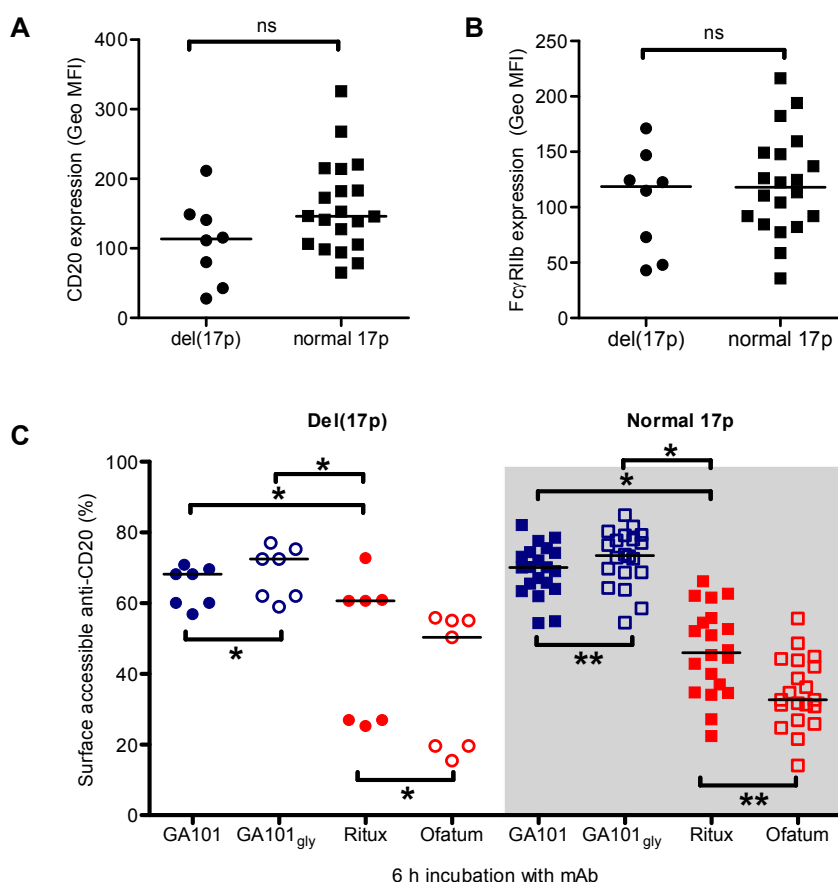 A
ns
CD20 expression (Geo MFI)
400
300
200
100
0
del(17p)
normal 17p
B
ns
FcγRIIb expression (Geo MFI)
250
200
150
100
50
0
del(17p)
normal 17p
C
Del(17p)
Normal 17p
Surface accessible anti-CD20 (%)
100
80
60
40
20
0
*
*
*
*
*
*
**
**
GA101
GA101gly
Ritux
Ofatum
GA101
GA101gly
Ritux
Ofatum
6 h incubation with mAb